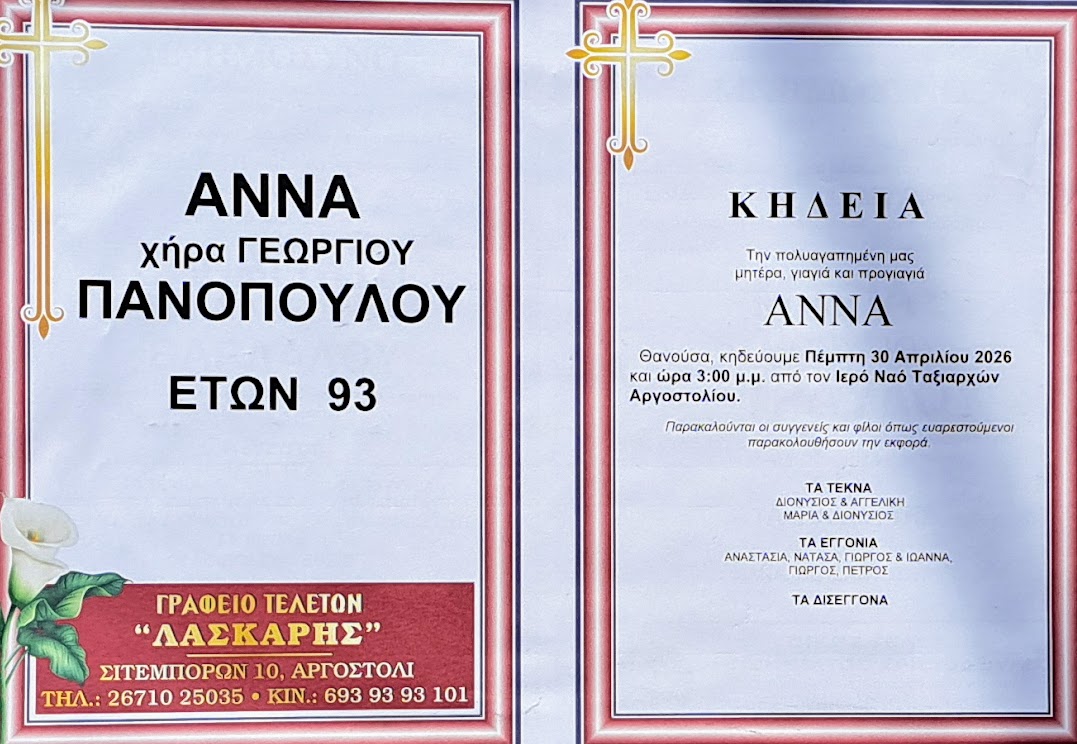 ΑΝΝΑ
χήρα ΓΕΩΡΓΙΟΥ
ΠΑΝΟΠΟΥΛΟΥ
ΕΤΩΝ 93
ΓΡΑΦΕΙΟ ΤΕΛΕΤΩΝ
“ΛΑΣΚΑΡΗΣ”
ΣΙΤΕΜΠΟΡΩΝ 10, ΑΡΓΟΣΤΟΛΙ
ΤΗΛ.: 26710 25035 • ΚΙΝ.: 693 93 93 101
ΚΗΔΕΙΑ
Την πολυαγαπημένη μας
μητέρα, γιαγιά και προγιαγιά
ΑΝΝΑ
Θανούσα, κηδεύουμε Πέμπτη 30 Απριλίου 2026
και ώρα 3:00 μ.μ. από τον Ιερό Ναό Ταξιαρχών
Αργοστολίου.
Παρακαλούνται οι συγγενείς και φίλοι όπως ευαρεστούμενοι
παρακολουθήσουν την εκφορά.
ΤΑ ΤΕΚΝΑ
ΔΙΟΝΥΣΙΟΣ & ΑΓΓΕΛΙΚΗ
ΜΑΡΙΑ & ΔΙΟΝΥΣΙΟΣ
ΤΑ ΕΓΓΟΝΙΑ
ΑΝΑΣΤΑΣΙΑ, ΝΑΤΑΣΑ, ΓΙΩΡΓΟΣ & ΙΩΑΝΝΑ,
ΓΙΩΡΓΟΣ, ΠΕΤΡΟΣ
ΤΑ ΔΙΣΕΓΓΟΝΑ